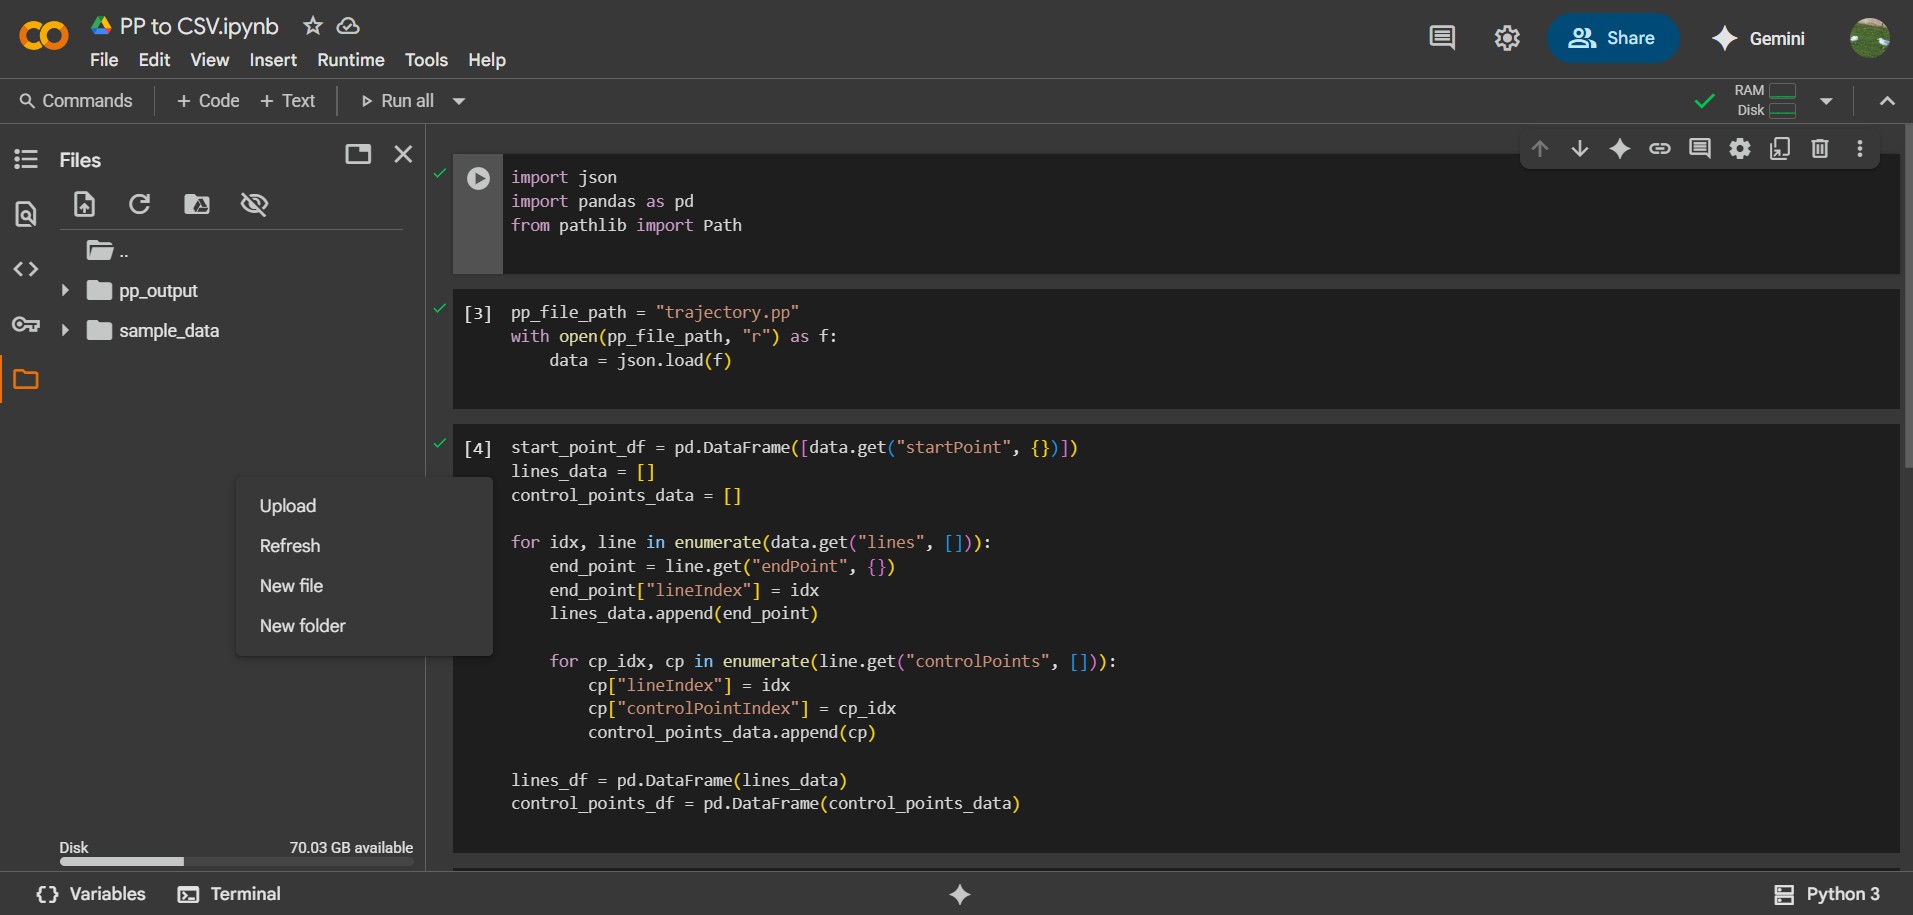 PP to CSV.ipynb
File Edit View Insert Runtime Tools Help
Share
Gemini
Commands + Code + Text Run all
RAM
Disk
Files
..
pp_output
sample_data
Upload
Refresh
New file
New folder
Disk 70.03 GB available
import json
import pandas as pd
from pathlib import Path
[3] pp_file_path = "trajectory.pp"
with open(pp_file_path, "r") as f:
    data = json.load(f)
[4] start_point_df = pd.DataFrame([data.get("startPoint", {})])
lines_data = []
control_points_data = []
for idx, line in enumerate(data.get("lines", [])):
    end_point = line.get("endPoint", {})
    end_point["lineIndex"] = idx
    lines_data.append(end_point)
    for cp_idx, cp in enumerate(line.get("controlPoints", [])):
        cp["lineIndex"] = idx
        cp["controlPointIndex"] = cp_idx
        control_points_data.append(cp)
lines_df = pd.DataFrame(lines_data)
control_points_df = pd.DataFrame(control_points_data)
{} Variables Terminal
Python 3